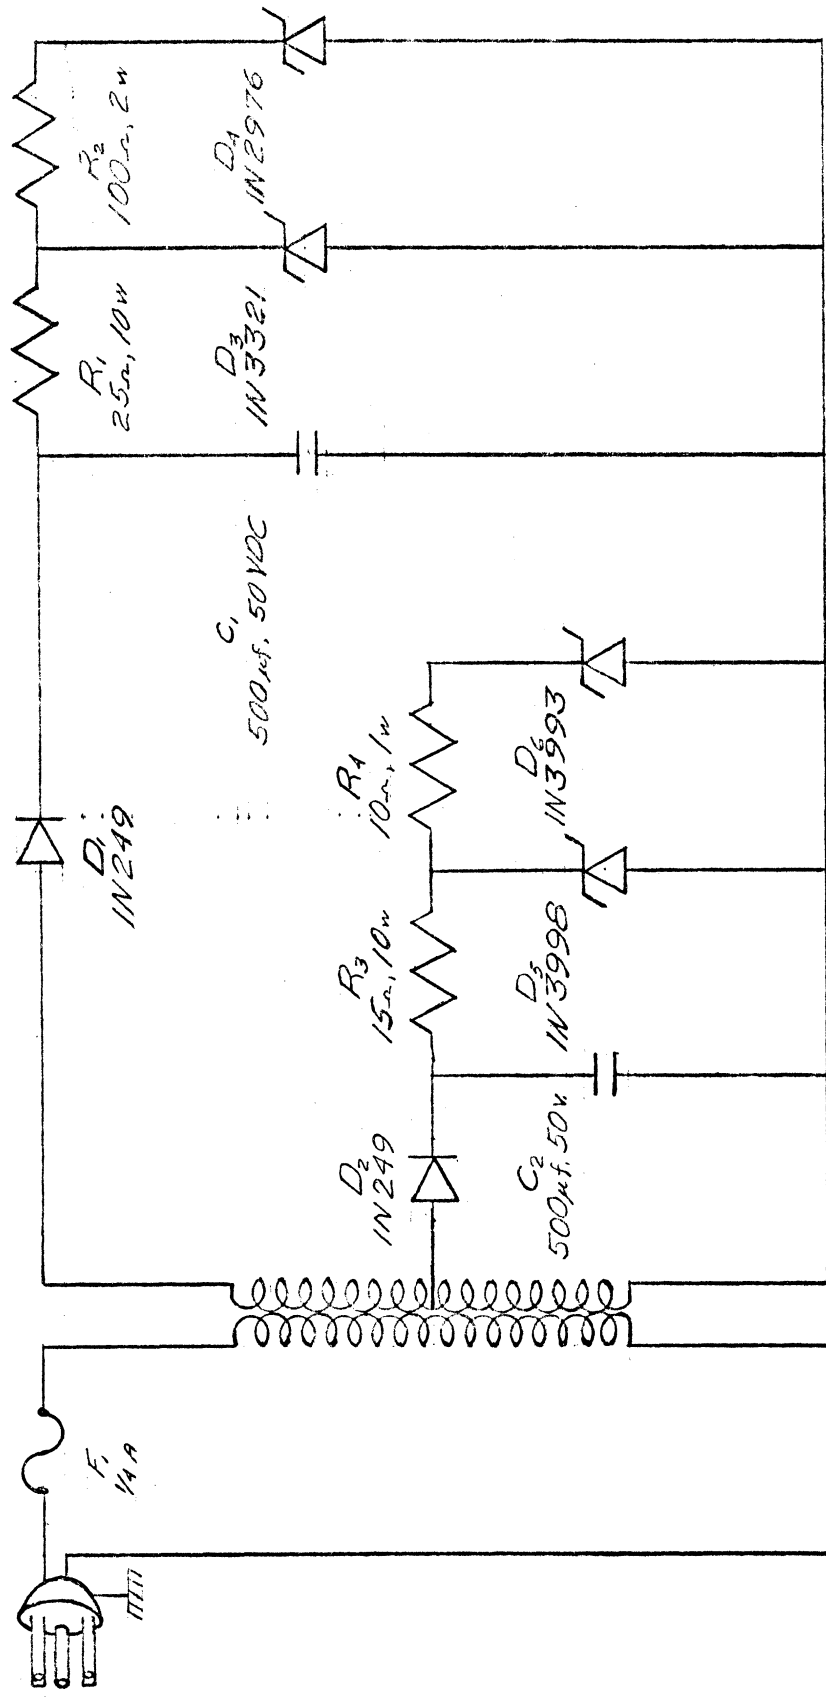 F1
1/4 A
D1
1N249
C1
500µf, 50VDC
R1
25Ω, 10W
R2
100Ω, 2W
D3
1N3321
D4
1N2976
D2
1N249
R3
15Ω, 10W
R4
10Ω, 1W
C2
500µf, 50V.
D5
1N3998
D6
1N3993